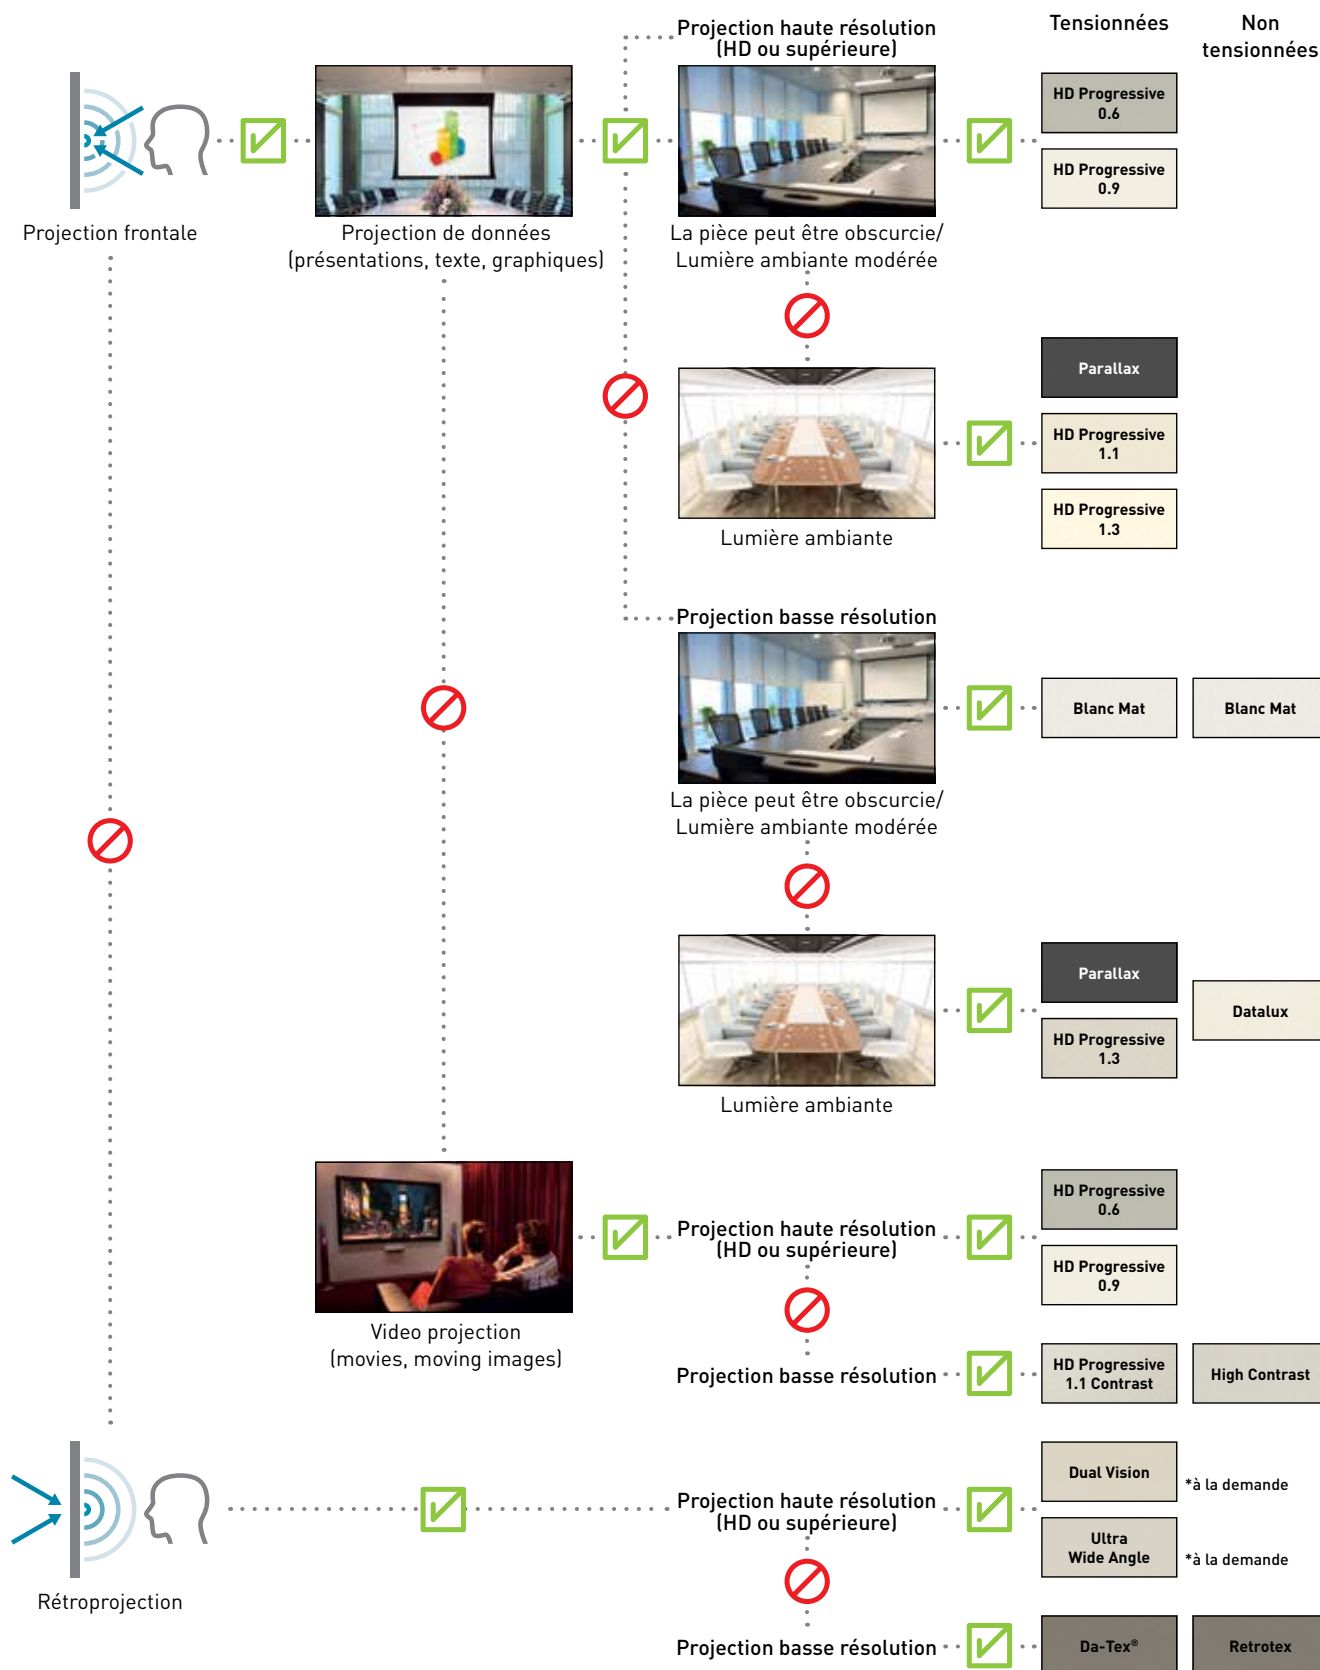 Tensionnées
Non
tensionnées
Projection haute résolution
(HD ou supérieure)
HD Progressive
0.6
HD Progressive
0.9
Projection frontale
Projection de données
(présentations, texte, graphiques)
La pièce peut être obscurcie/
Lumière ambiante modérée
Parallax
HD Progressive
1.1
HD Progressive
1.3
Lumière ambiante
Projection basse résolution
Blanc Mat
Blanc Mat
La pièce peut être obscurcie/
Lumière ambiante modérée
Parallax
HD Progressive
1.3
Datalux
Lumière ambiante
HD Progressive
0.6
Projection haute résolution
(HD ou supérieure)
HD Progressive
0.9
Video projection
(movies, moving images)
Projection basse résolution
HD Progressive
1.1 Contrast
High Contrast
Dual Vision
*à la demande
Projection haute résolution
(HD ou supérieure)
Ultra
Wide Angle
*à la demande
Rétroprojection
Projection basse résolution
Da-Tex®
Retrotex